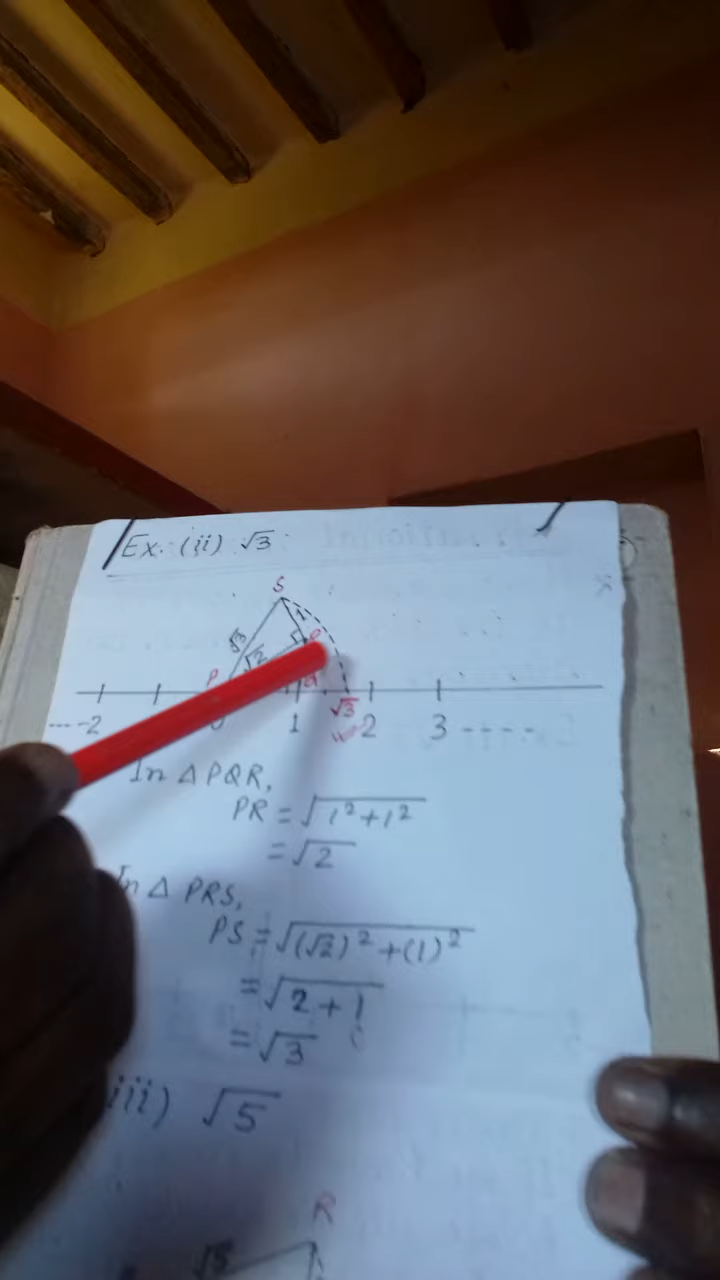 Ex. (ii) √3
S
√3 1 R
√2
P Q
√3
--- -2 0 1 2 3 - - - -
In △ PQR,
PR = √1²+1²
= √2
In △ PRS,
PS = √(√2)²+(1)²
= √2+1
= √3
iii) √5
R
√5